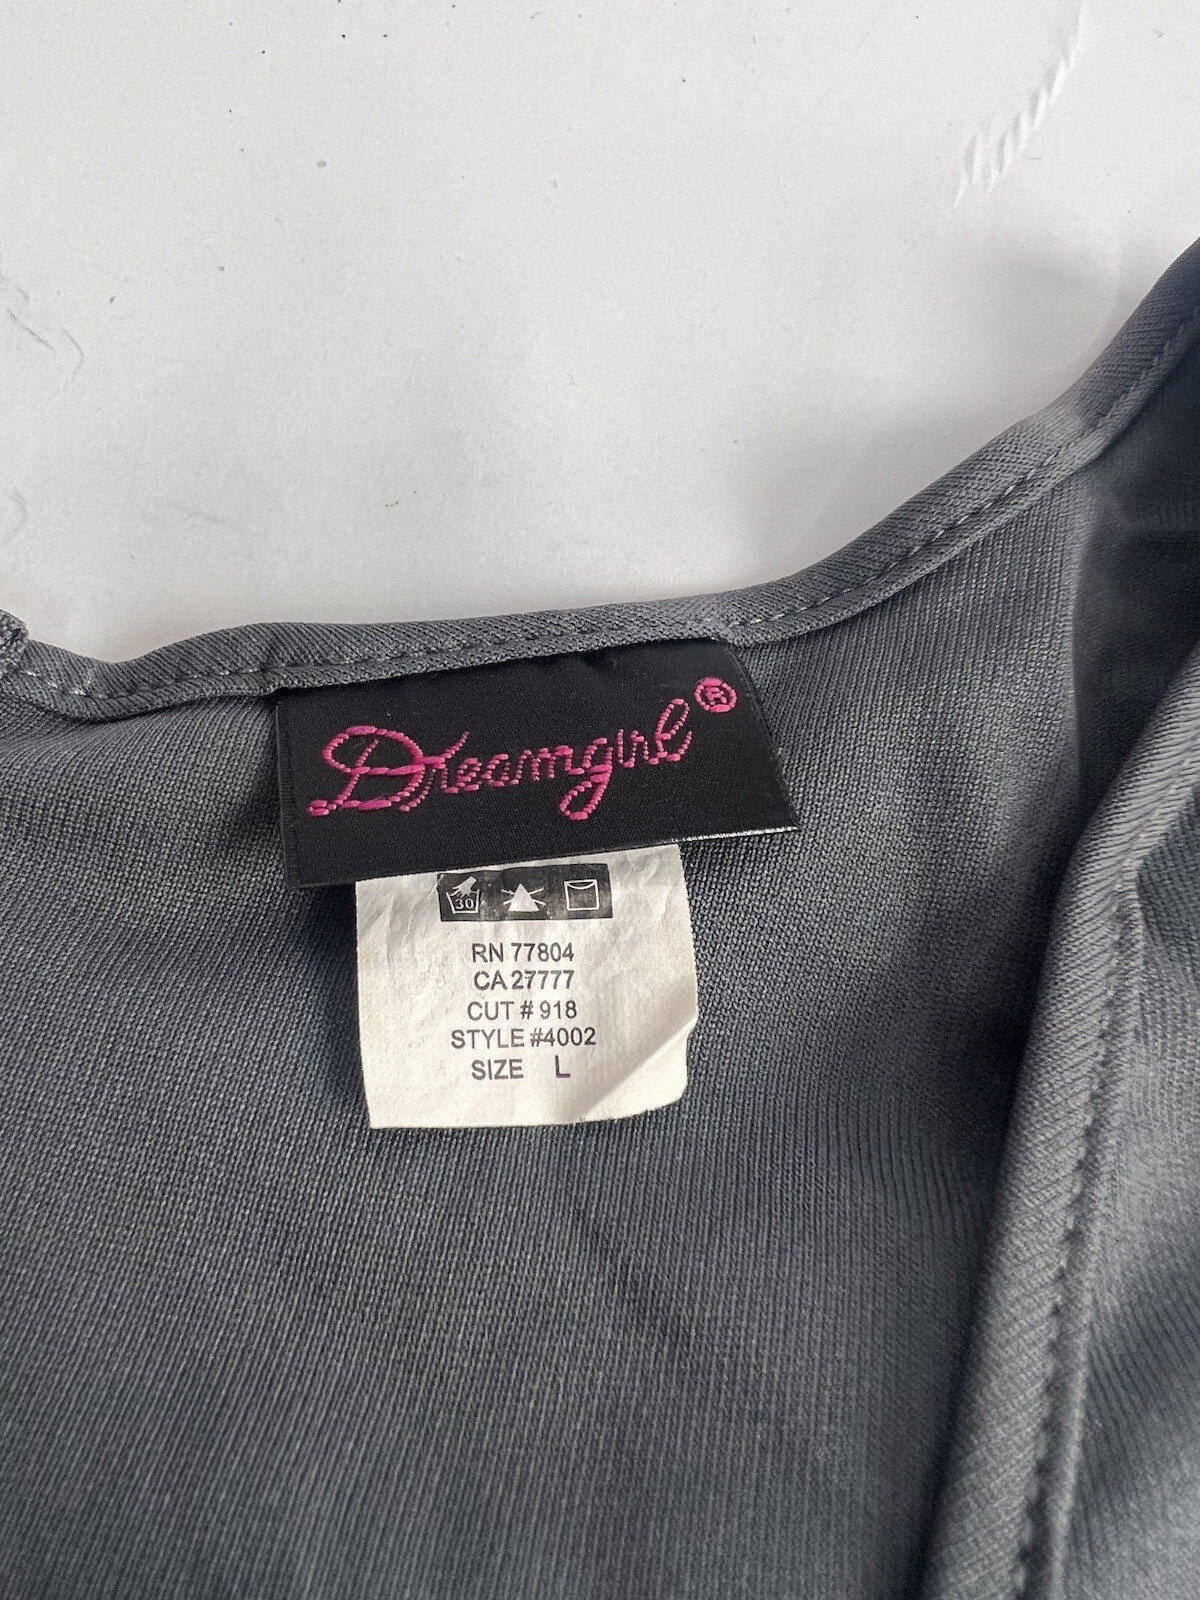 Dreamgirl®
30
RN 77804
CA 27777
CUT # 918
STYLE #4002
SIZE L